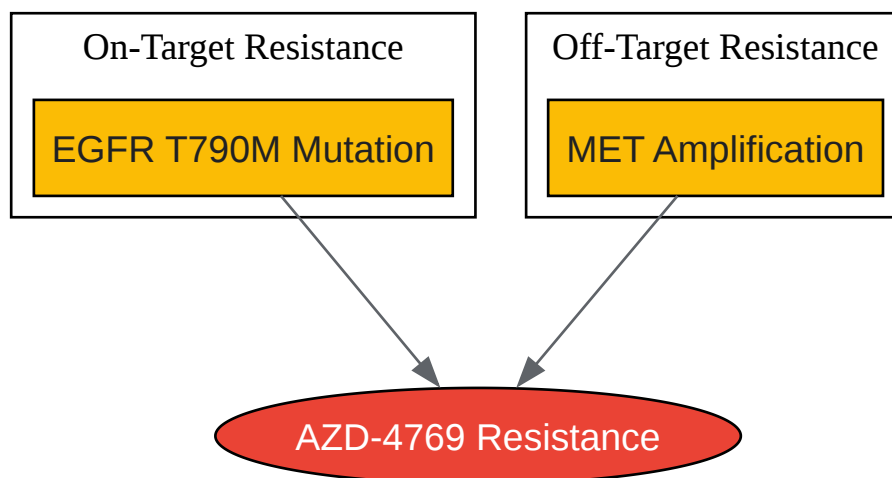 On-Target Resistance
Off-Target Resistance
EGFR T790M Mutation
MET Amplification
AZD-4769 Resistance